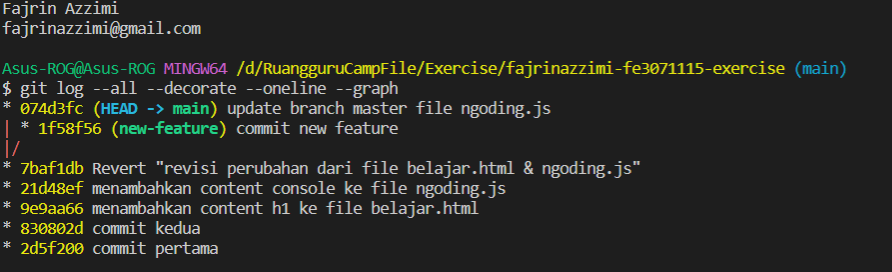 Fajrin Azzimi
fajrinazzimi@gmail.com
Asus-ROG@Asus-ROG MINGW64 /d/RuangguruCampFile/Exercise/fajrinazzimi-fe3071115-exercise (main)
$ git log --all --decorate --oneline --graph
* 074d3fc (HEAD -> main) update branch master file ngoding.js
| * 1f58f56 (new-feature) commit new feature
|/
* 7baf1db Revert "revisi perubahan dari file belajar.html & ngoding.js"
* 21d48ef menambahkan content console ke file ngoding.js
* 9e9aa66 menambahkan content h1 ke file belajar.html
* 830802d commit kedua
* 2d5f200 commit pertama